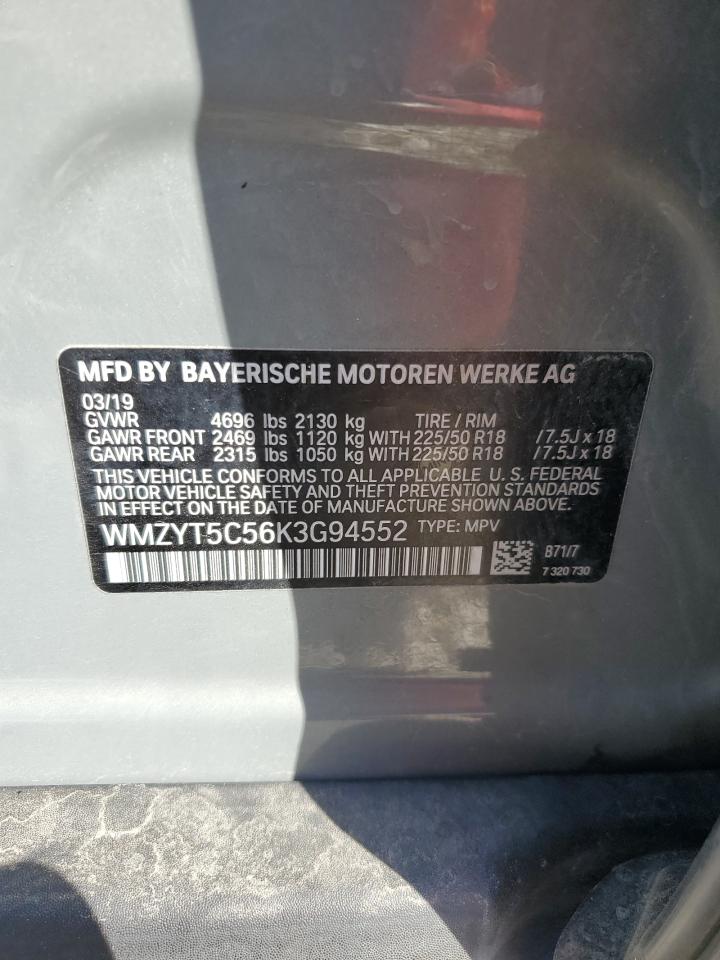 MFD BY BAYERISCHE MOTOREN WERKE AG
03/19
GVWR 4696 lbs 2130 kg TIRE / RIM
GAWR FRONT 2469 lbs 1120 kg WITH 225/50 R18 /7.5J x 18
GAWR REAR 2315 lbs 1050 kg WITH 225/50 R18 /7.5J x 18
THIS VEHICLE CONFORMS TO ALL APPLICABLE U. S. FEDERAL
MOTOR VEHICLE SAFETY AND THEFT PREVENTION STANDARDS
IN EFFECT ON THE DATE OF MANUFACTURE SHOWN ABOVE.
WMZYT5C56K3G94552 TYPE: MPV
B71/7
7 320 730